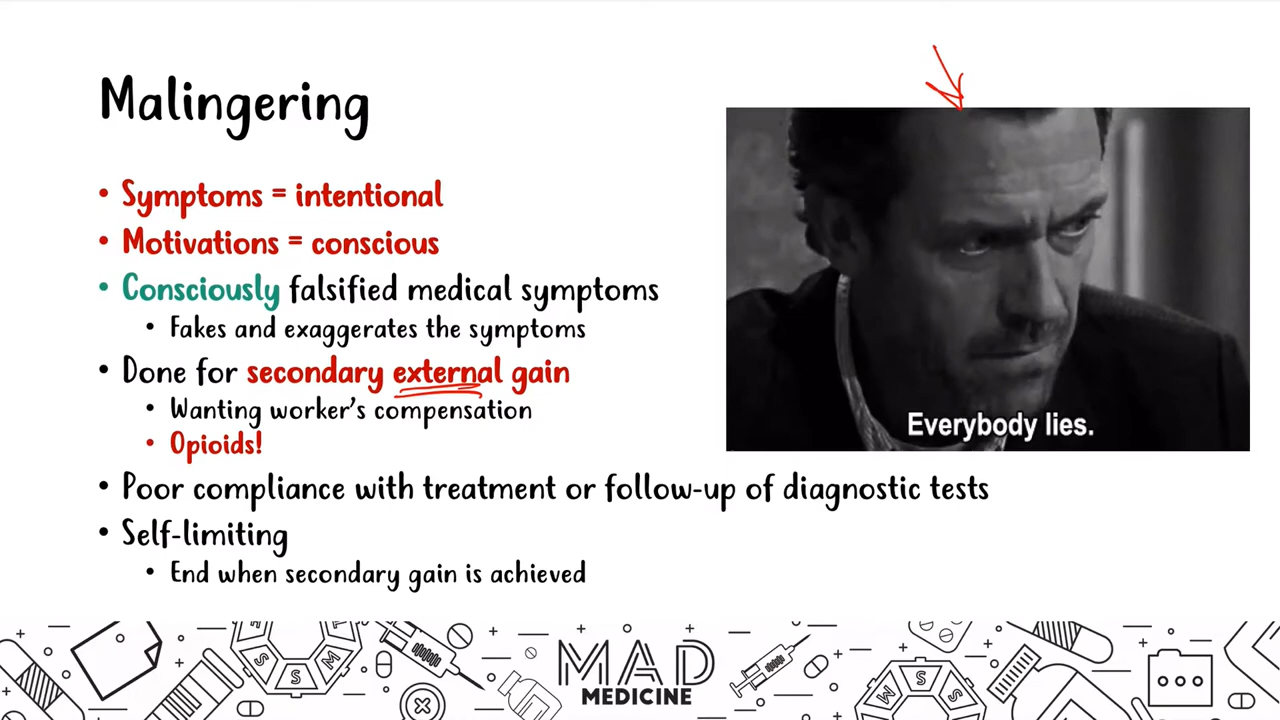 Malingering
• Symptoms = intentional
• Motivations = conscious
• Consciously falsified medical symptoms
• Fakes and exaggerates the symptoms
• Done for secondary external gain
• Wanting worker's compensation
• Opioids!
Everybody lies.
• Poor compliance with treatment or follow-up of diagnostic tests
• Self-limiting
• End when secondary gain is achieved
MAD
MEDICINE